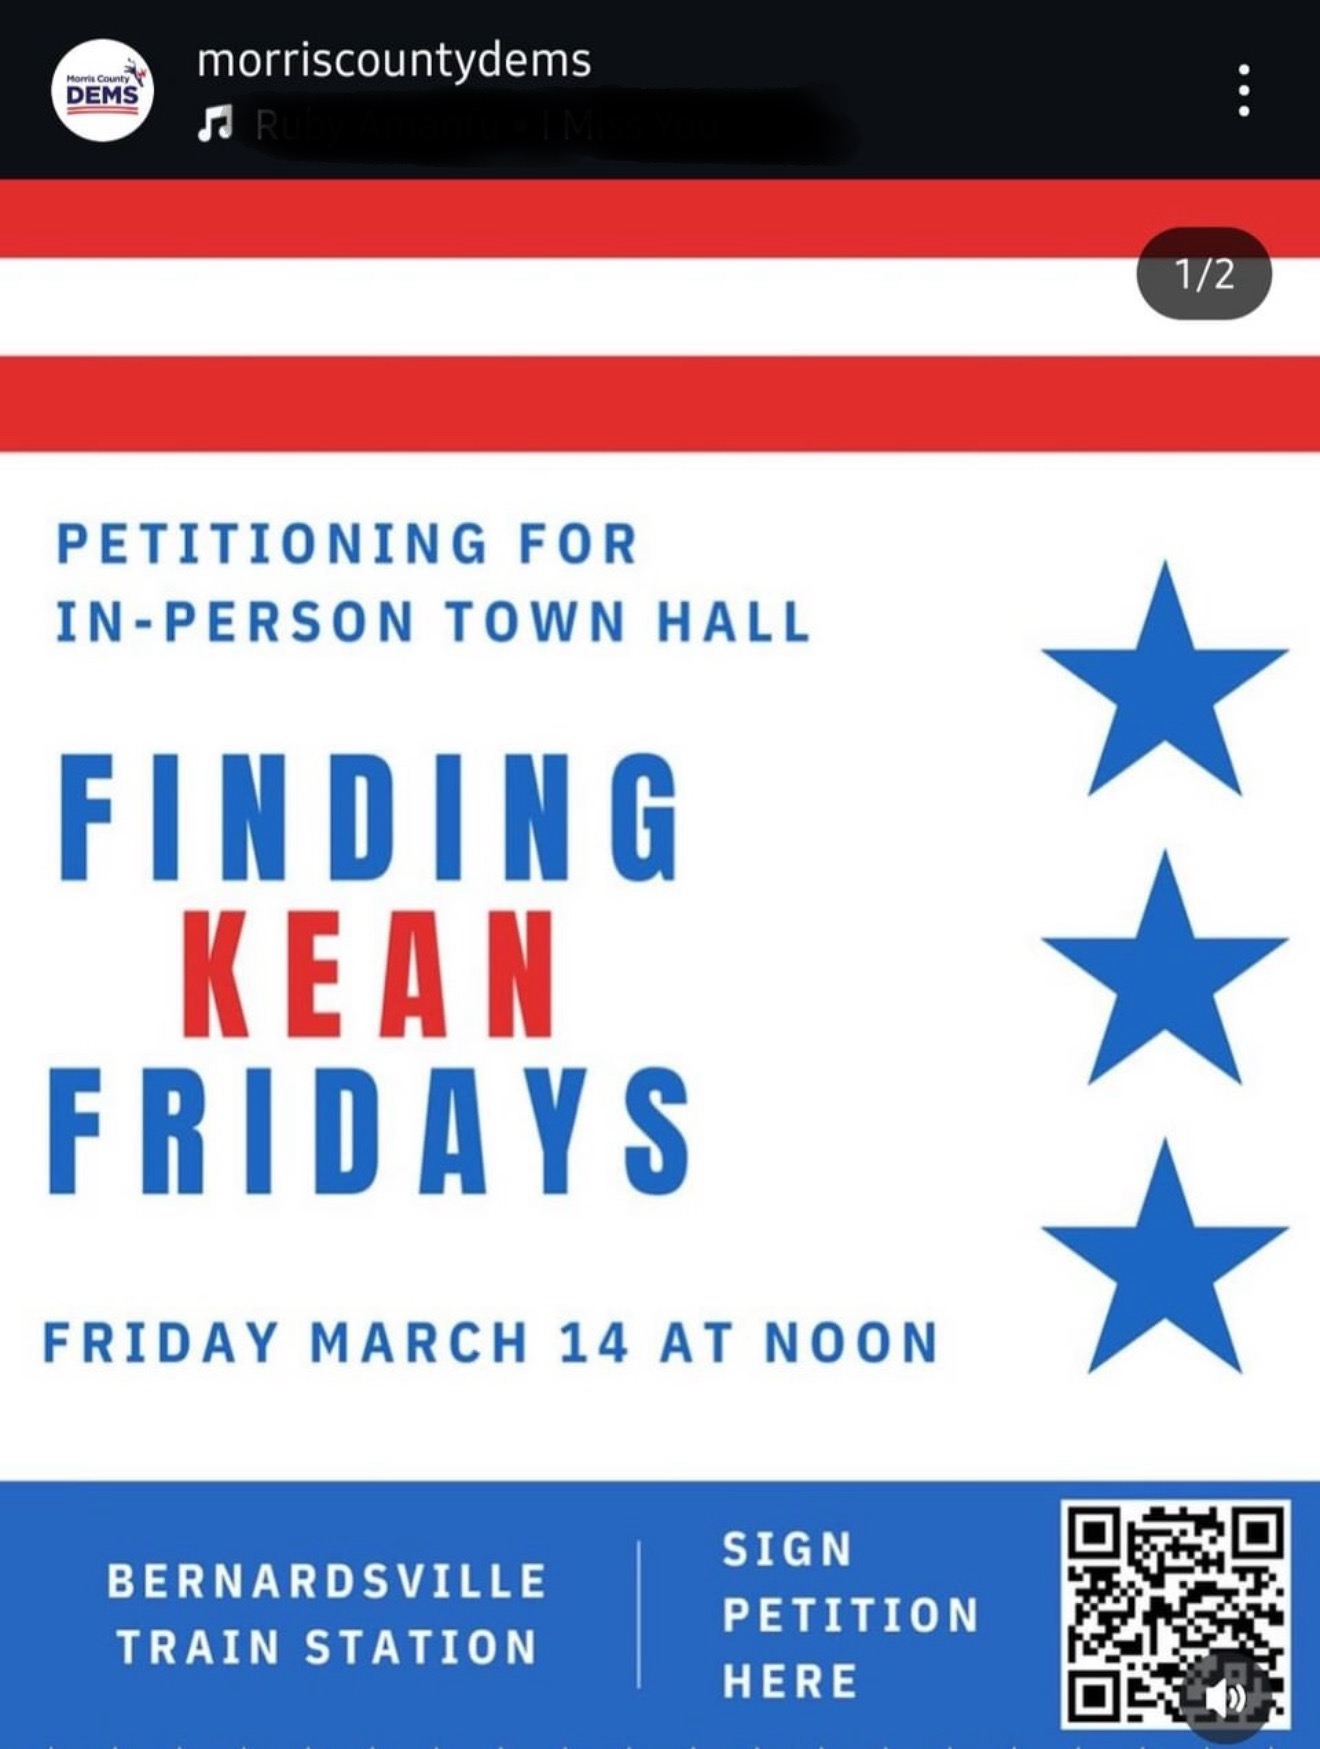 Morris County
DEMS
morriscountydems
1/2
PETITIONING FOR
IN-PERSON TOWN HALL
FINDING
KEAN
FRIDAYS
FRIDAY MARCH 14 AT NOON
BERNARDSVILLE
TRAIN STATION
SIGN
PETITION
HERE